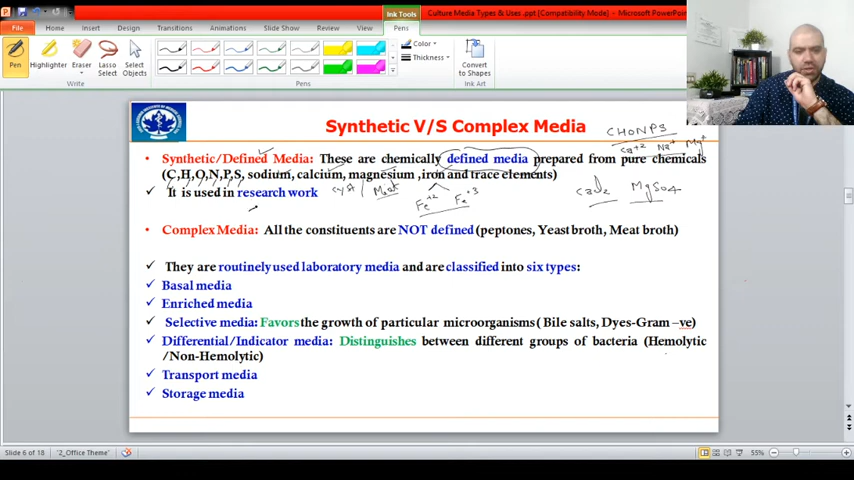 Ink Tools
Culture Media Types & Uses .ppt [Compatibility Mode] - Microsoft PowerPoint
File Home Insert Design Transitions Animations Slide Show Review View Pens
Color
Thickness
Pen Highlighter Eraser Lasso Select Select Objects Convert to Shapes
Write Pens Ink Art
Synthetic V/S Complex Media
CHONPS
Ca+2 Na+ Mg+
• Synthetic/Defined Media: These are chemically defined media prepared from pure chemicals
(C,H,O,N,P,S, sodium, calcium, magnesium ,iron and trace elements)
✓ It is used in research work
Fe+2 Fe+3
MgSO4
• Complex Media: All the constituents are NOT defined (peptones, Yeast broth, Meat broth)
✓ They are routinely used laboratory media and are classified into six types:
✓ Basal media
✓ Enriched media
✓ Selective media: Favors the growth of particular microorganisms( Bile salts, Dyes-Gram –ve)
✓ Differential/Indicator media: Distinguishes between different groups of bacteria (Hemolytic
/Non-Hemolytic)
✓ Transport media
✓ Storage media
Slide 6 of 18 '2_Office Theme' 55%